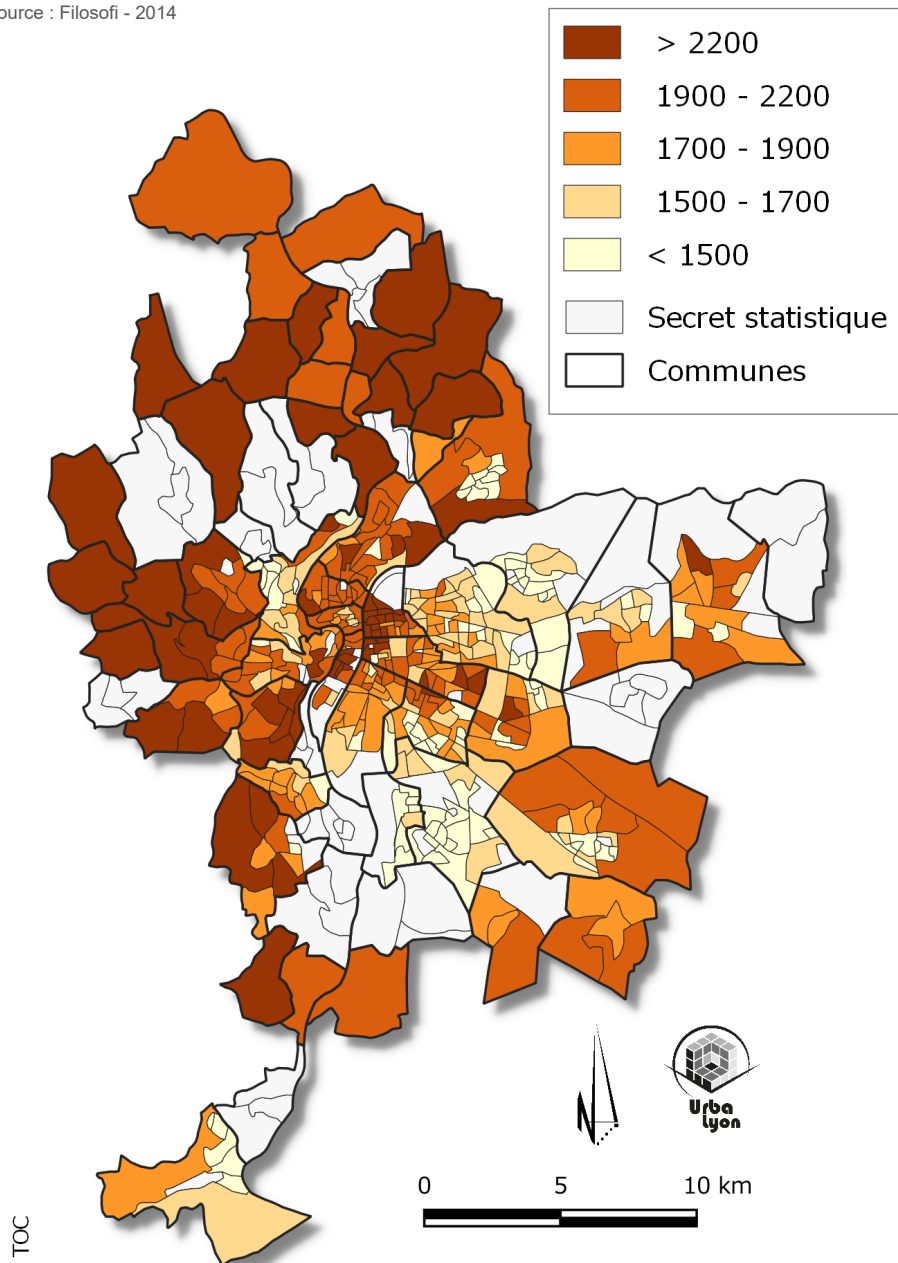 ource : Filosofi - 2014
> 2200
1900 - 2200
1700 - 1900
1500 - 1700
< 1500
Secret statistique
Communes
N
Urba
Lyon
0 5 10 km
TOC